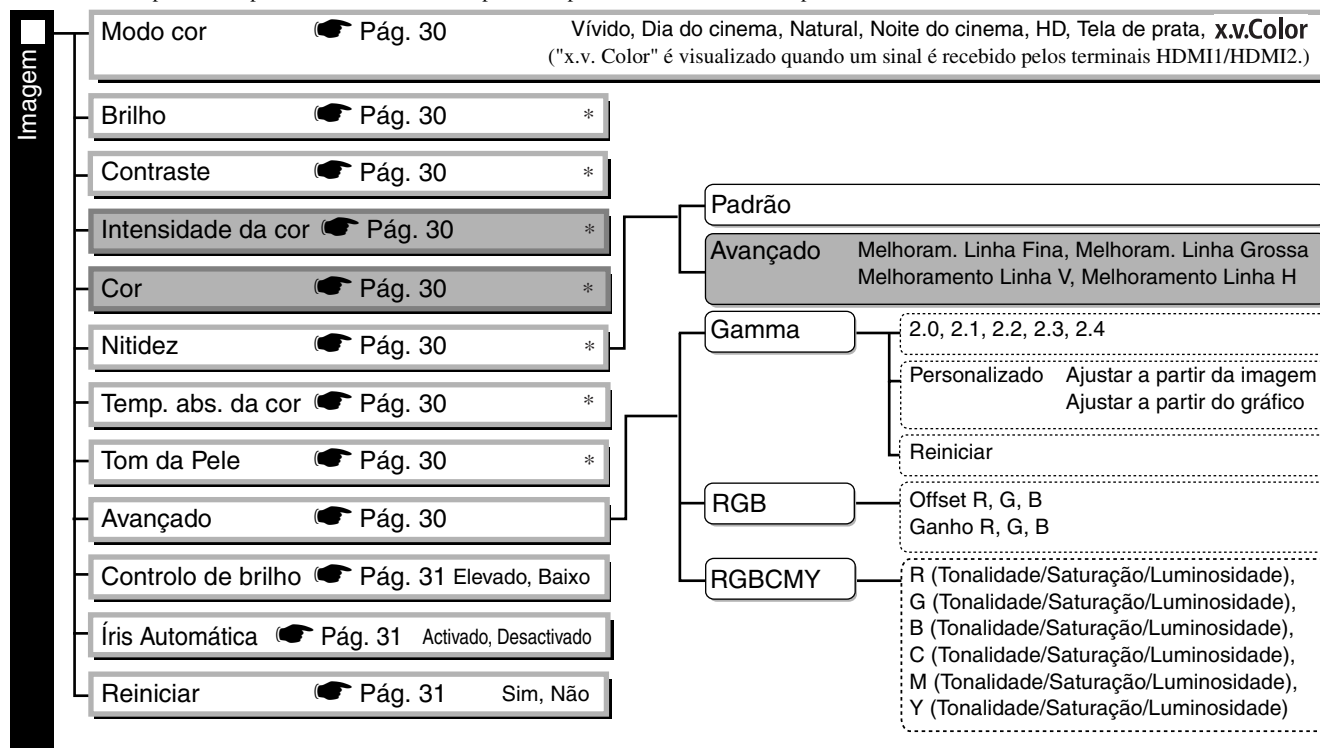 Imagem
Modo cor Pág. 30 Vívido, Dia do cinema, Natural, Noite do cinema, HD, Tela de prata, x.v.Color
("x.v. Color" é visualizado quando um sinal é recebido pelos terminais HDMI1/HDMI2.)
Brilho Pág. 30 *
Contraste Pág. 30 *
Intensidade da cor Pág. 30 *
Cor Pág. 30 *
Nitidez Pág. 30 *
Temp. abs. da cor Pág. 30 *
Tom da Pele Pág. 30 *
Avançado Pág. 30
Controlo de brilho Pág. 31 Elevado, Baixo
Íris Automática Pág. 31 Activado, Desactivado
Reiniciar Pág. 31 Sim, Não
Padrão
Avançado Melhoram. Linha Fina, Melhoram. Linha Grossa
Melhoramento Linha V, Melhoramento Linha H
Gamma
2.0, 2.1, 2.2, 2.3, 2.4
Personalizado Ajustar a partir da imagem
Ajustar a partir do gráfico
Reiniciar
RGB
Offset R, G, B
Ganho R, G, B
RGBCMY
R (Tonalidade/Saturação/Luminosidade),
G (Tonalidade/Saturação/Luminosidade),
B (Tonalidade/Saturação/Luminosidade),
C (Tonalidade/Saturação/Luminosidade),
M (Tonalidade/Saturação/Luminosidade),
Y (Tonalidade/Saturação/Luminosidade)